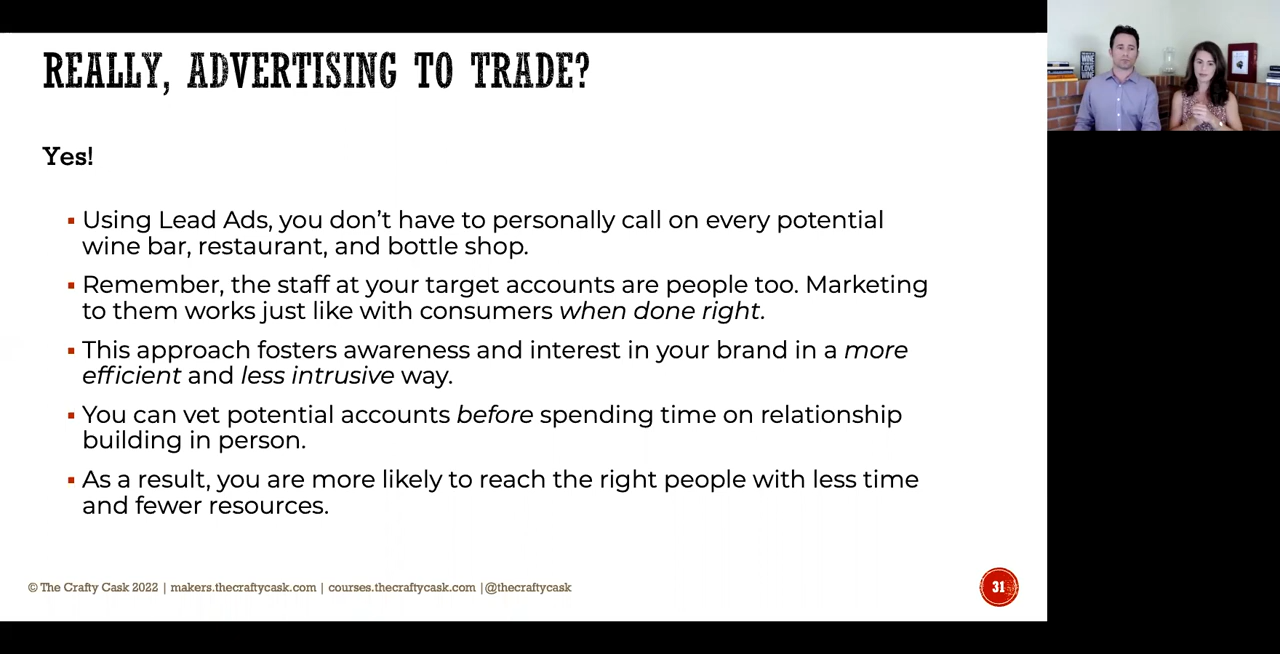 REALLY, ADVERTISING TO TRADE?
Yes!
▪ Using Lead Ads, you don’t have to personally call on every potential
wine bar, restaurant, and bottle shop.
▪ Remember, the staff at your target accounts are people too. Marketing
to them works just like with consumers when done right.
▪ This approach fosters awareness and interest in your brand in a more
efficient and less intrusive way.
▪ You can vet potential accounts before spending time on relationship
building in person.
▪ As a result, you are more likely to reach the right people with less time
and fewer resources.
© The Crafty Cask 2022 | makers.thecraftycask.com | courses.thecraftycask.com |@thecraftycask
31